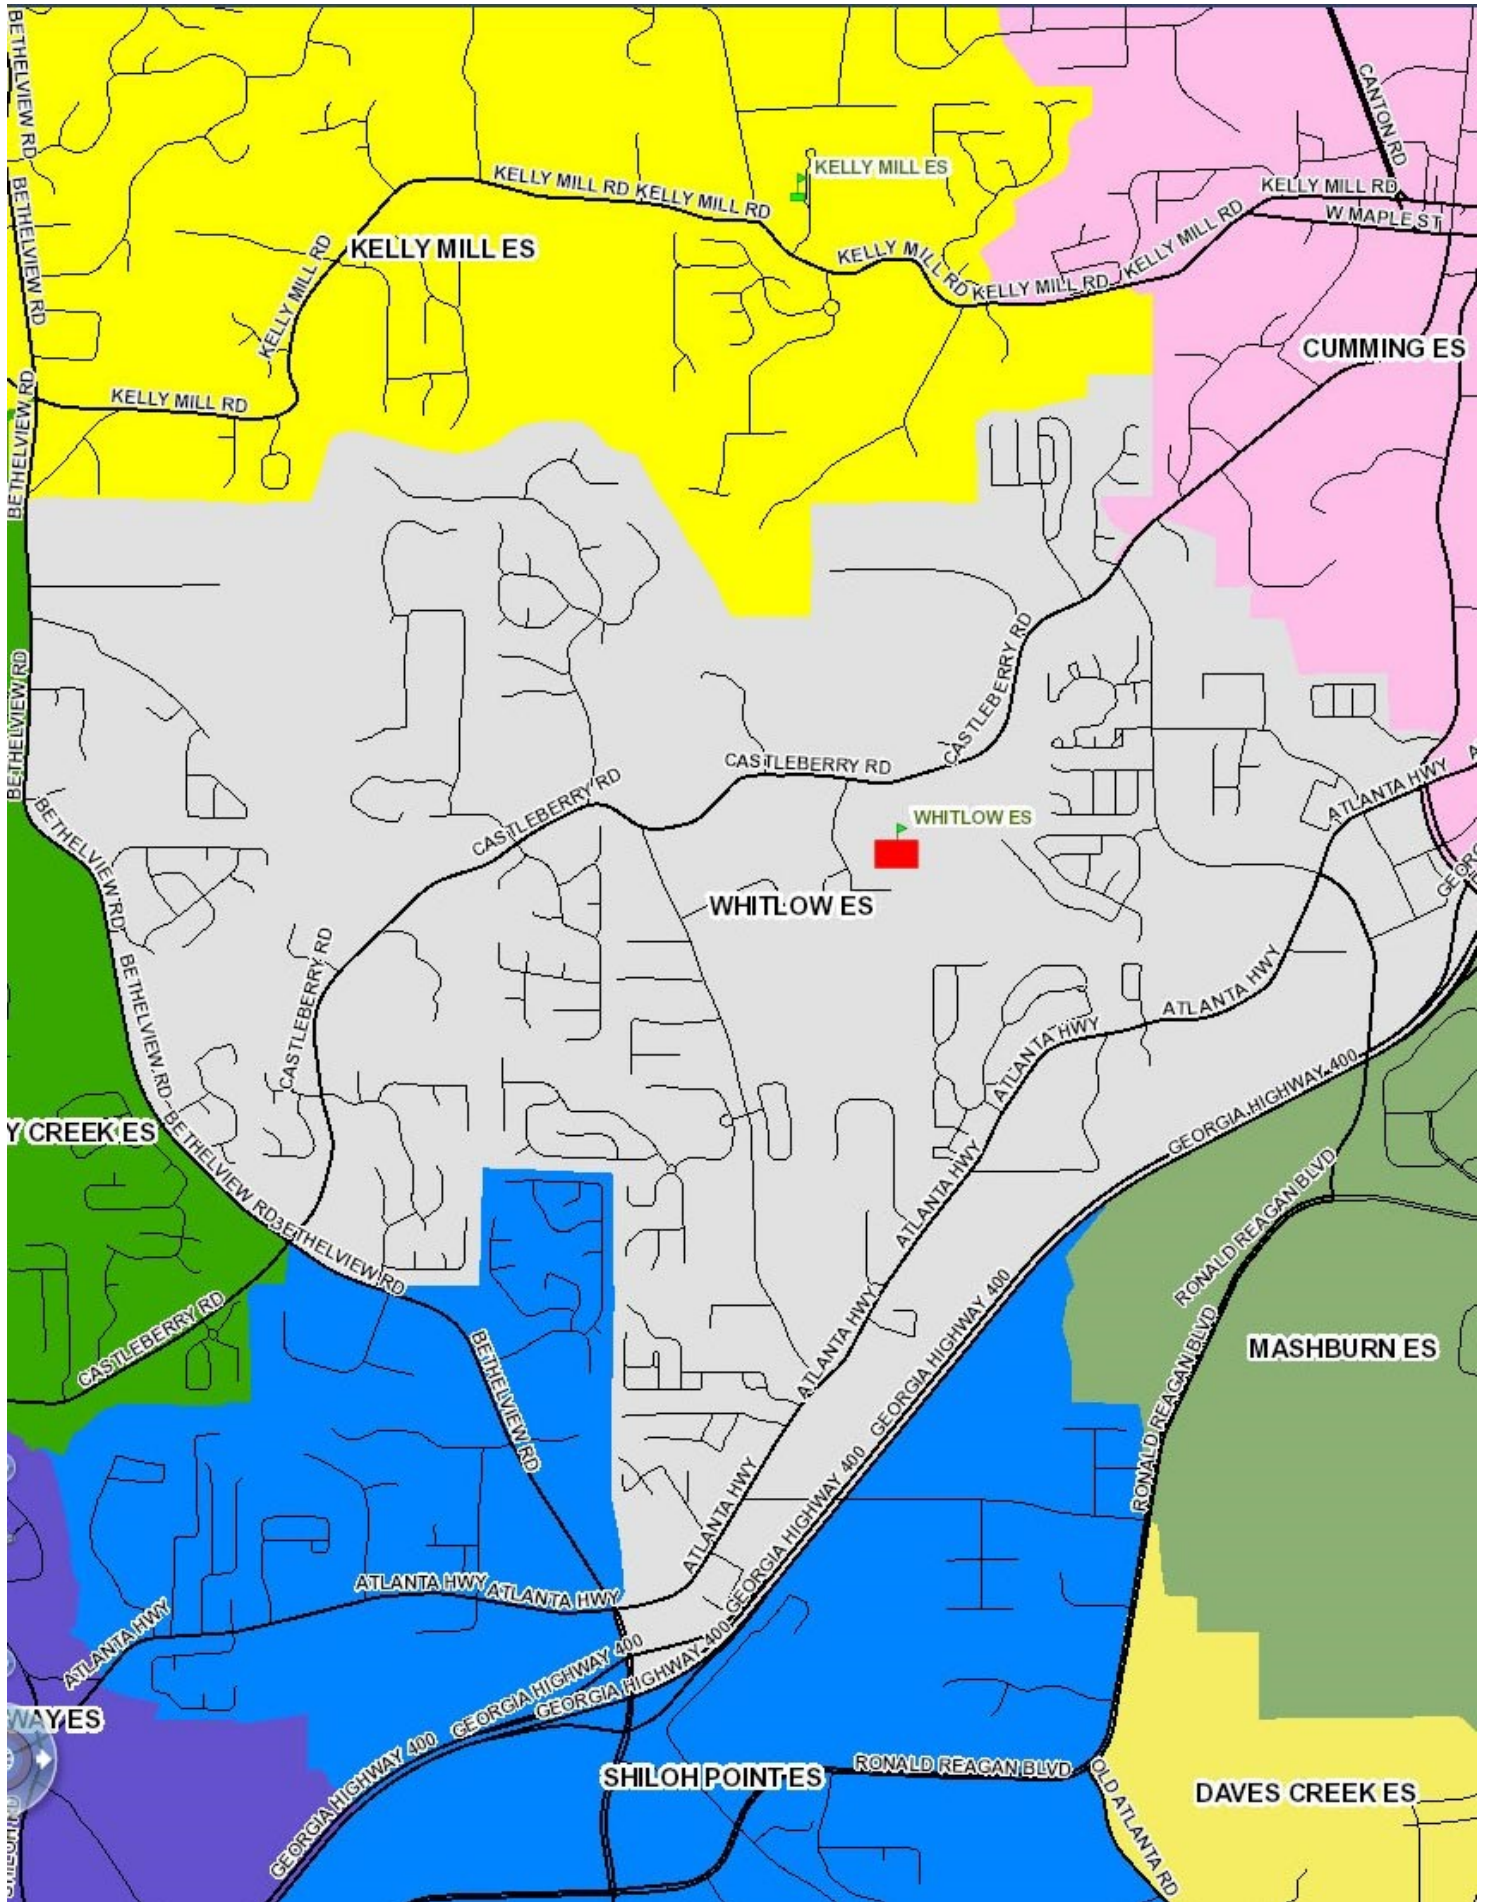 BETHELVIEW RD
CANTON RD
KELLY MILL ES
KELLY MILL RD
KELLY MILL RD
KELLY MILL RD
W MAPLE ST
BETHELVIEW RD
KELLY MILL ES
KELLY MILL RD
KELLY MILL RD
KELLY MILL RD
KELLY MILL RD
KELLY MILL RD
CUMMING ES
BETHELVIEW RD
KELLY MILL RD
CASTLEBERRY RD
BETHELVIEW RD
CASTLEBERRY RD
CASTLEBERRY RD
ATLANTA HWY
A
BETHELVIEW RD
WHITLOW ES
GEORG
WHITLOW ES
CASTLEBERRY RD
BETHELVIEW RD
ATLANTA HWY
ATLANTA HWY
GEORGIA HIGHWAY 400
Y CREEK ES
BETHELVIEW RD
BETHELVIEW RD
ATLANTA HWY
RONALD REAGAN BLVD
CASTLEBERRY RD
BETHELVIEW RD
ATLANTA HWY
GEORGIA HIGHWAY 400
RONALD REAGAN BLVD
MASHBURN ES
RONALD REAGAN BLVD
ATLANTA HWY
GEORGIA HIGHWAY 400
ATLANTA HWY
ATLANTA HWY
ATLANTA HWY
GEORGIA HIGHWAY 400
GEORGIA HIGHWAY 400
WAY ES
GEORGIA HIGHWAY 400
SHILOH POINT ES
RONALD REAGAN BLVD
OLD ATLANTA RD
DAVES CREEK ES